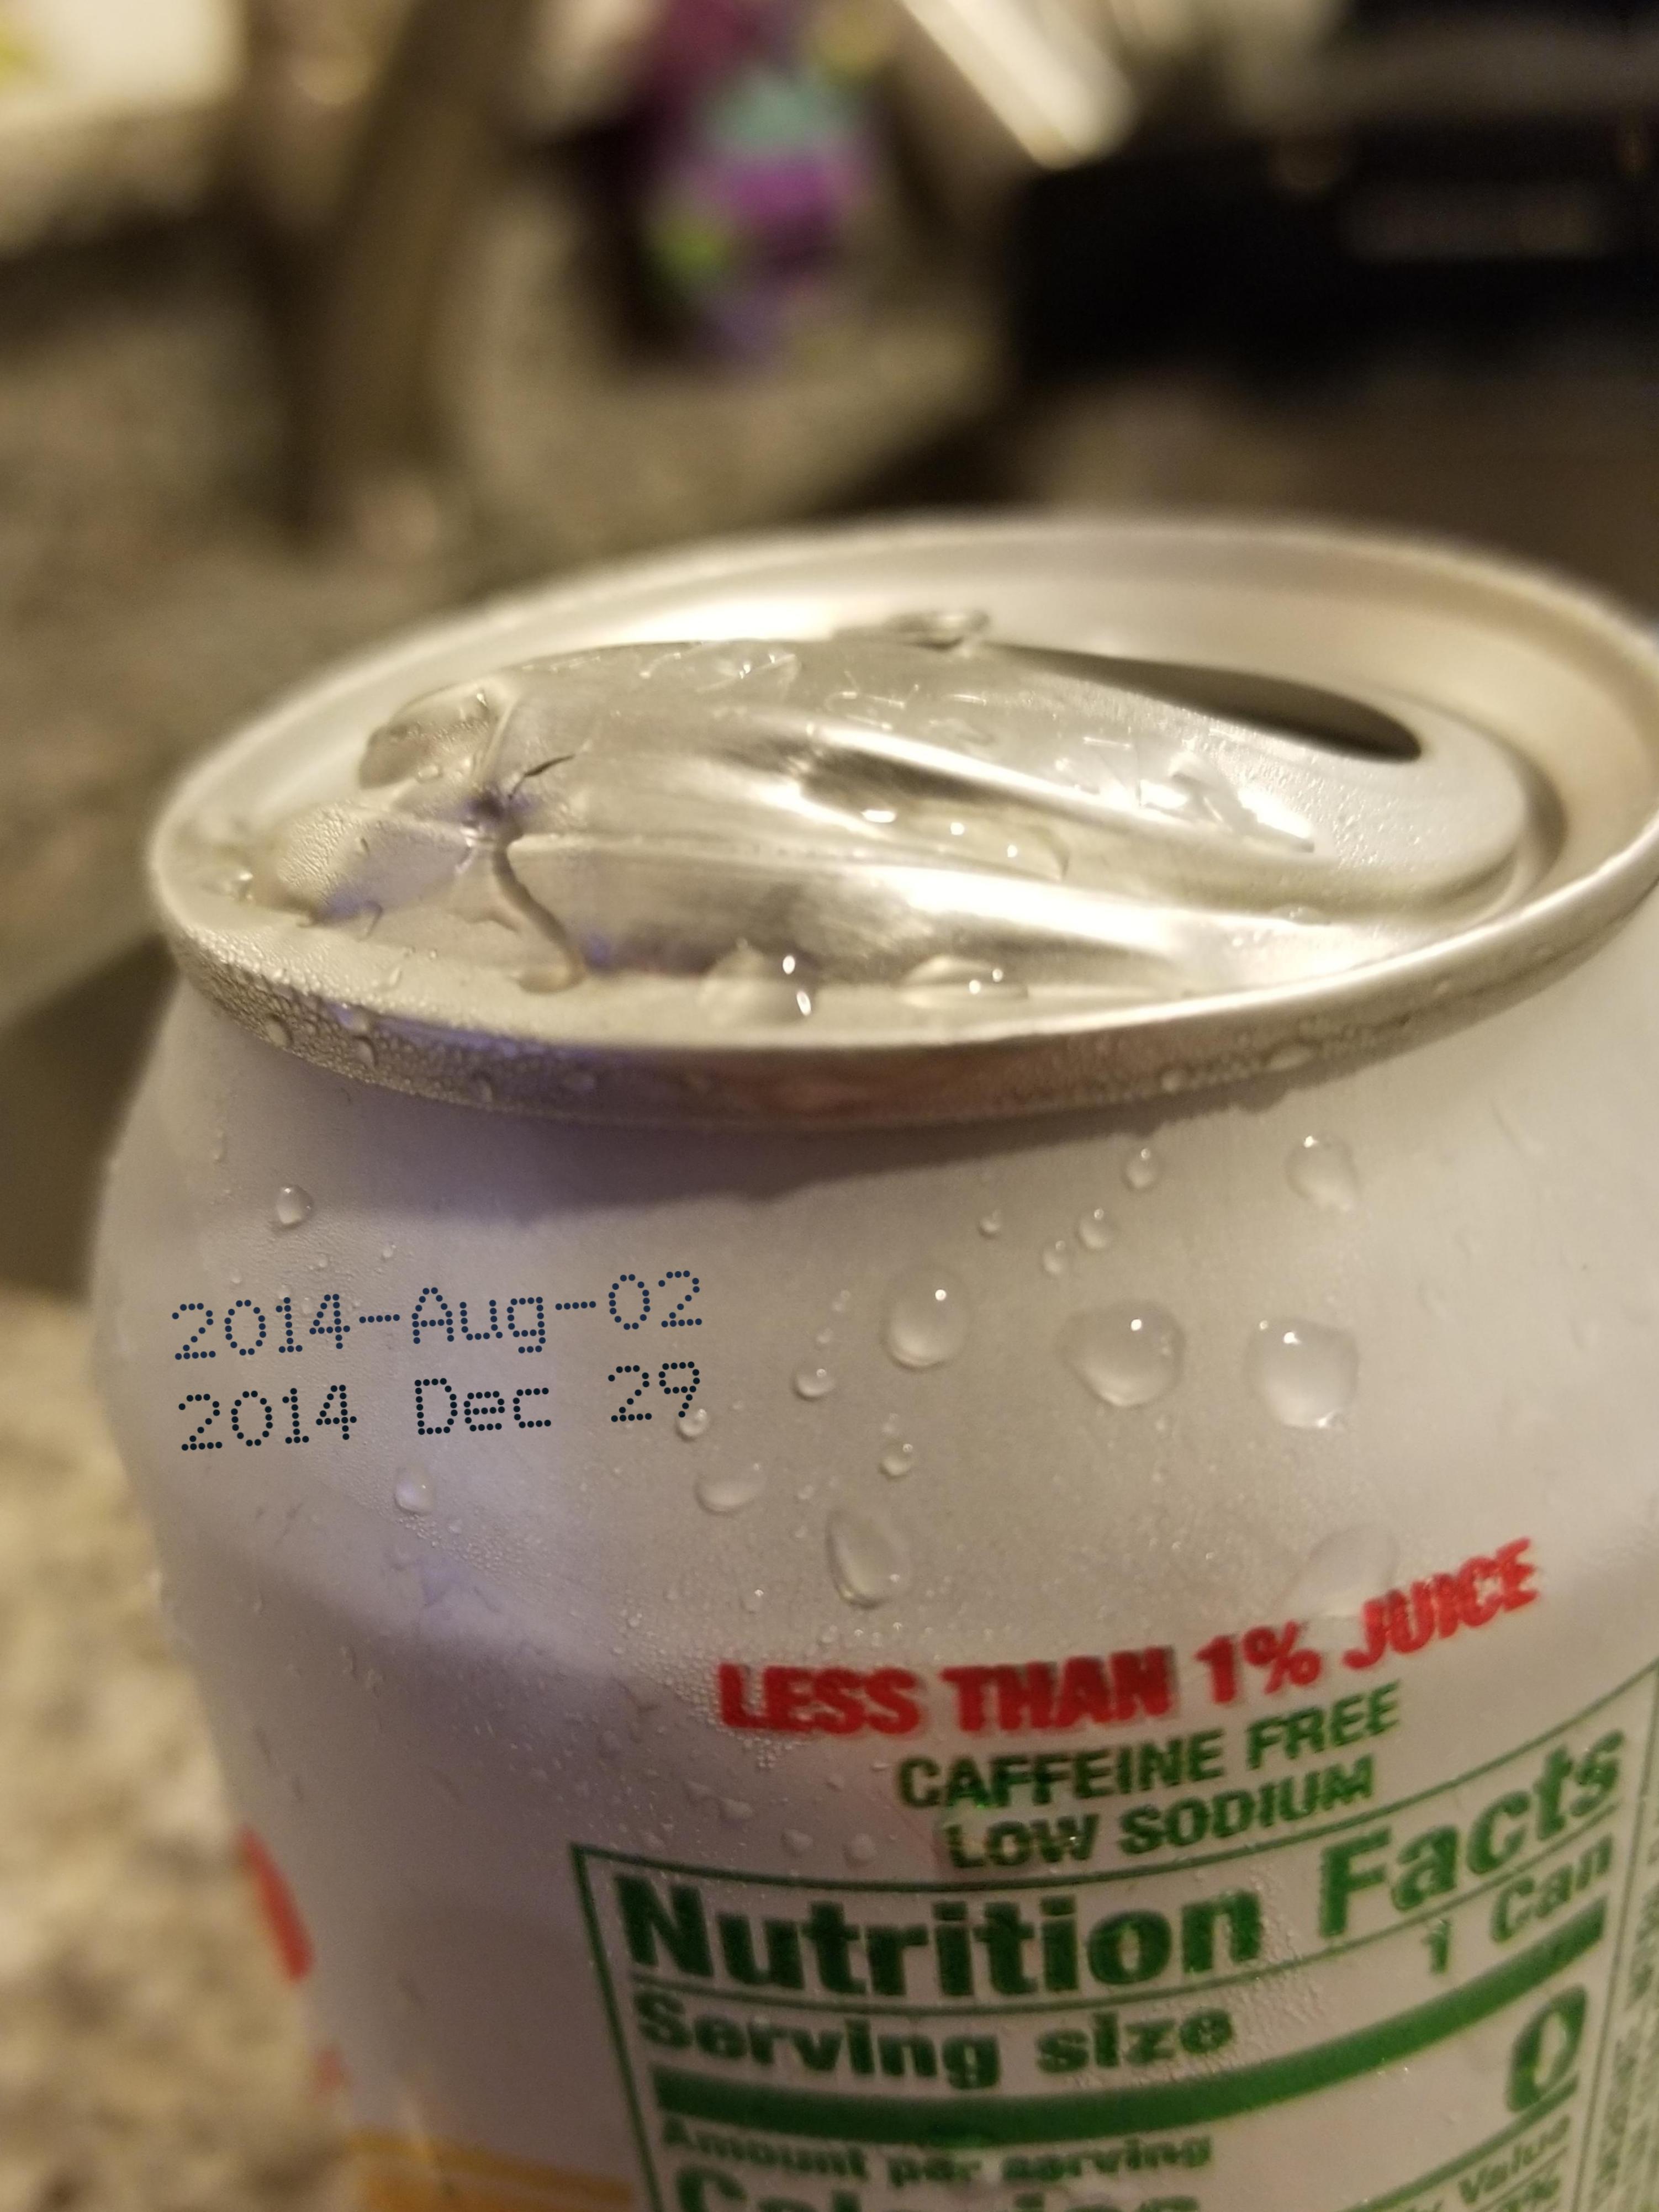 2014-Aug-02
2014 Dec 29
LESS THAN 1% JUICE
CAFFEINE FREE
LOW SODIUM
Nutrition Facts
Serving size 1 Can
Amount per serving
0
Value